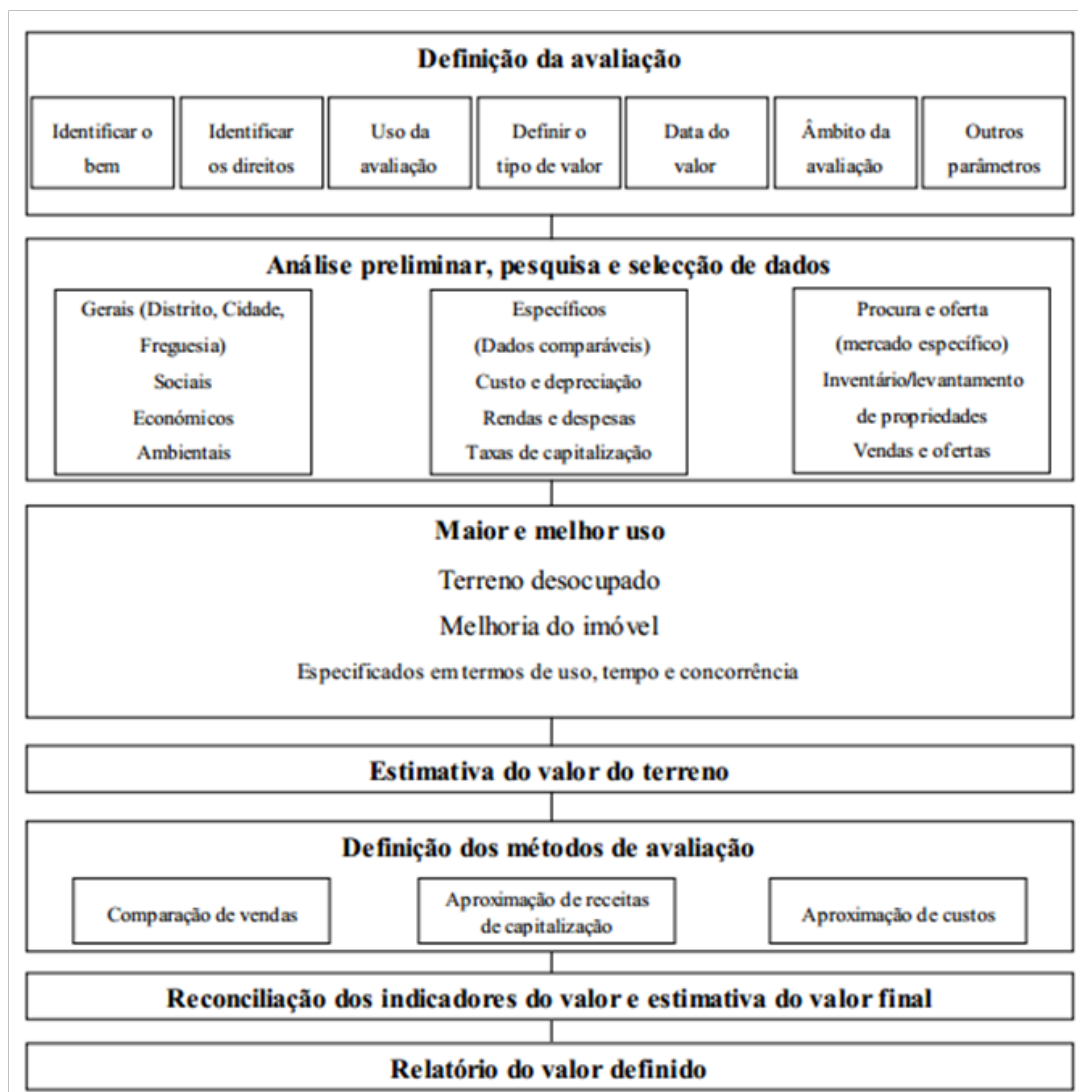 Definição da avaliação
Identificar o
bem
Identificar
os direitos
Uso da
avaliação
Definir o
tipo de valor
Data do
valor
Âmbito da
avaliação
Outros
parâmetros
Análise preliminar, pesquisa e selecção de dados
Gerais (Distrito, Cidade,
Freguesia)
Sociais
Económicos
Ambientais
Específicos
(Dados comparáveis)
Custo e depreciação
Rendas e despesas
Taxas de capitalização
Procura e oferta
(mercado específico)
Inventário/levantamento
de propriedades
Vendas e ofertas
Maior e melhor uso
Terreno desocupado
Melhoria do imóvel
Especificados em termos de uso, tempo e concorrência
Estimativa do valor do terreno
Definição dos métodos de avaliação
Comparação de vendas
Aproximação de receitas
de capitalização
Aproximação de custos
Reconciliação dos indicadores do valor e estimativa do valor final
Relatório do valor definido